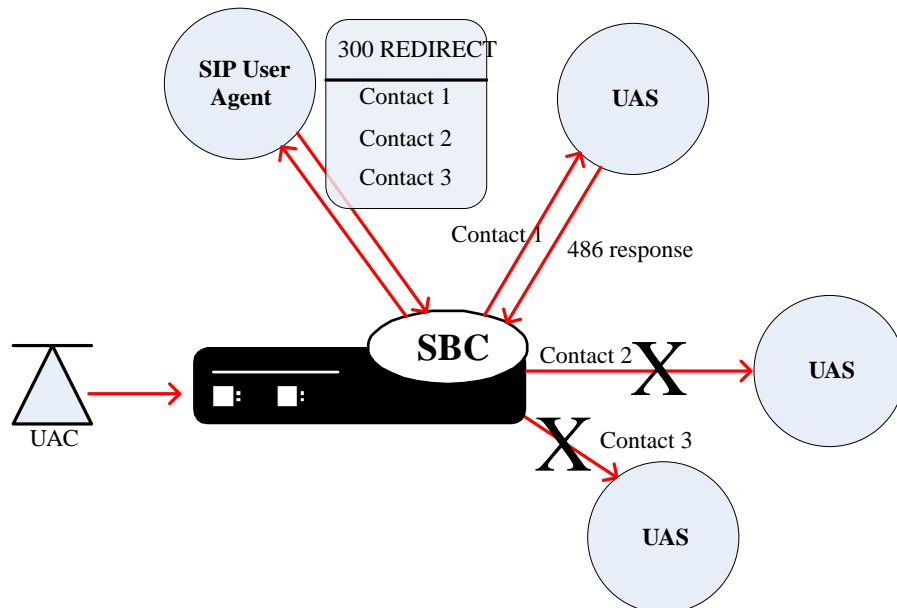 300 REDIRECT
SIP User
Agent
Contact 1
Contact 2
Contact 3
UAS
Contact 1
486 response
SBC
Contact 2
UAS
UAC
Contact 3
UAS
X
X